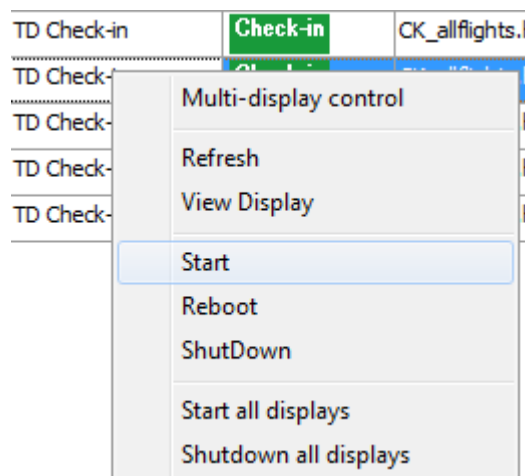 TD Check-in Check-in CK_allflights.
TD Check-
Multi-display control
TD Check-
Refresh
TD Check-
View Display
TD Check-
Start
Reboot
ShutDown
Start all displays
Shutdown all displays